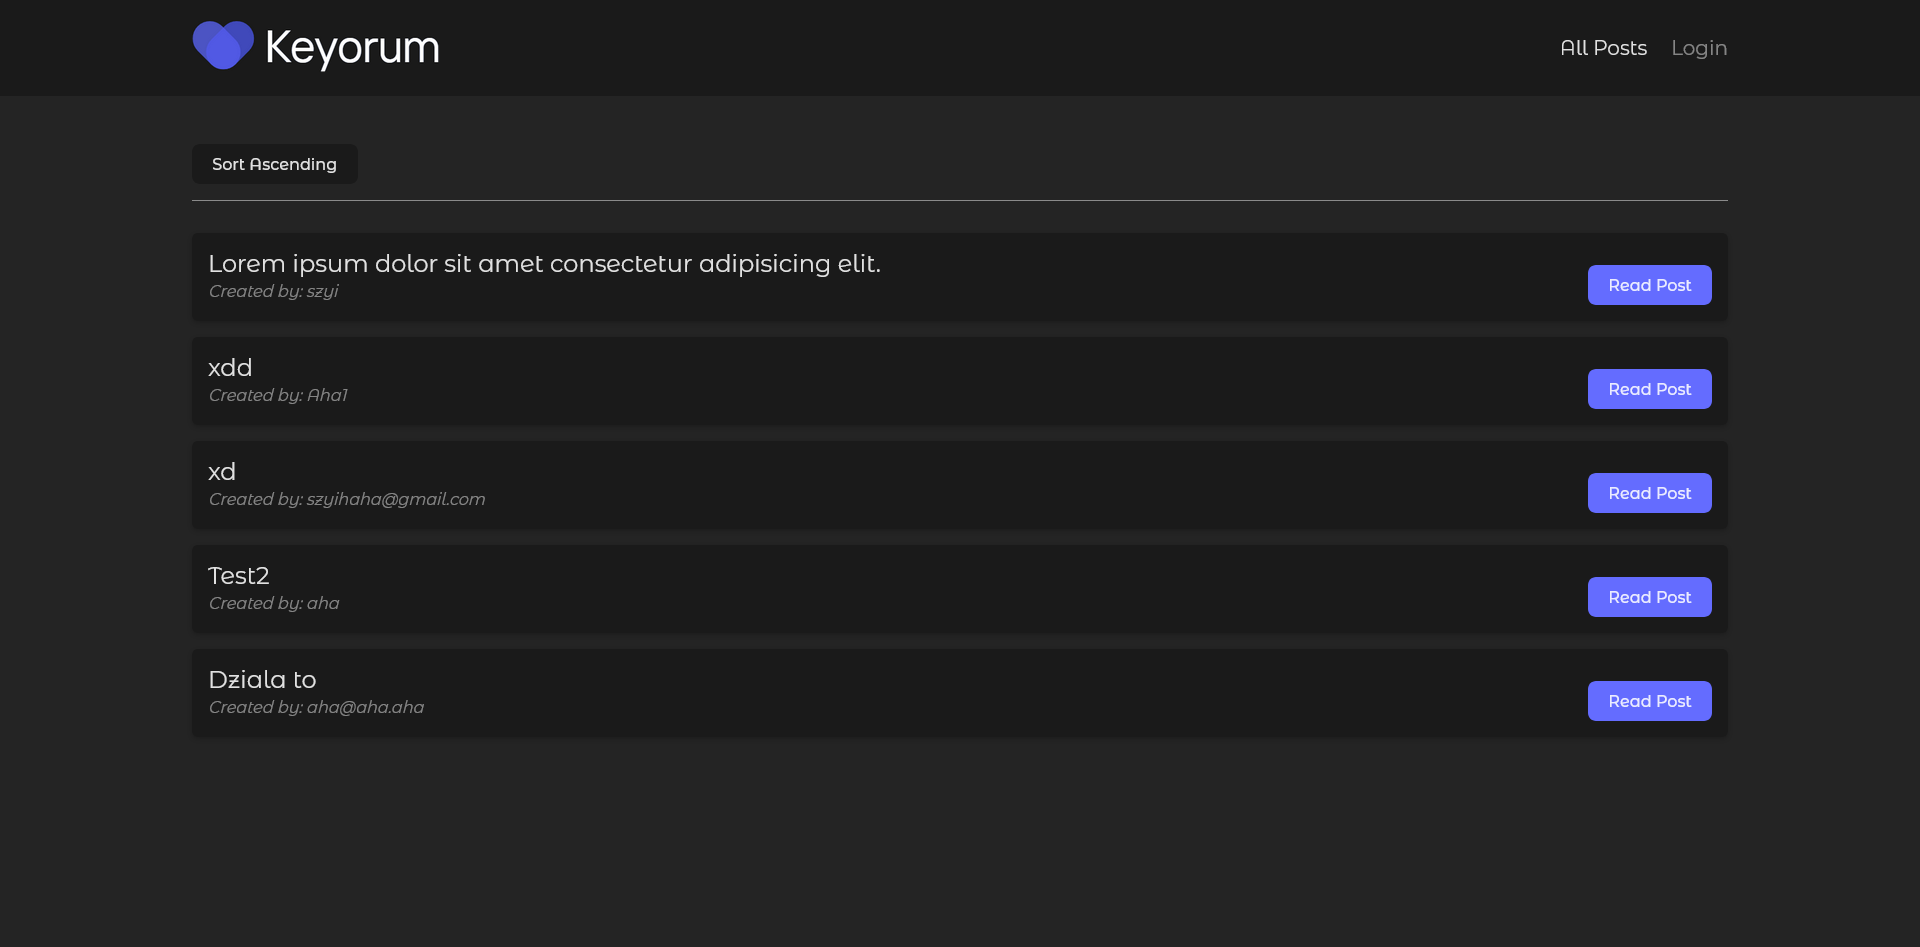 Keyorum
All Posts
Login
Sort Ascending
Lorem ipsum dolor sit amet consectetur adipisicing elit.
Created by: szyi
Read Post
xdd
Created by: Aha1
Read Post
xd
Created by: szyihaha@gmail.com
Read Post
Test2
Created by: aha
Read Post
Dziala to
Created by: aha@aha.aha
Read Post